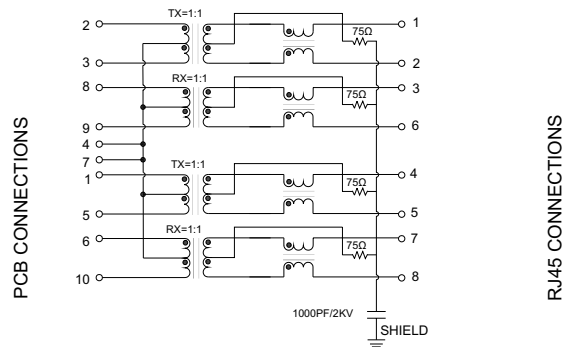 TX=1:1
2
1
75Ω
3
2
RX=1:1
8
3
75Ω
9
6
4
7
TX=1:1
1
4
75Ω
5
5
RX=1:1
6
7
75Ω
10
8
1000PF/2KV
SHIELD
PCB CONNECTIONS
RJ45 CONNECTIONS